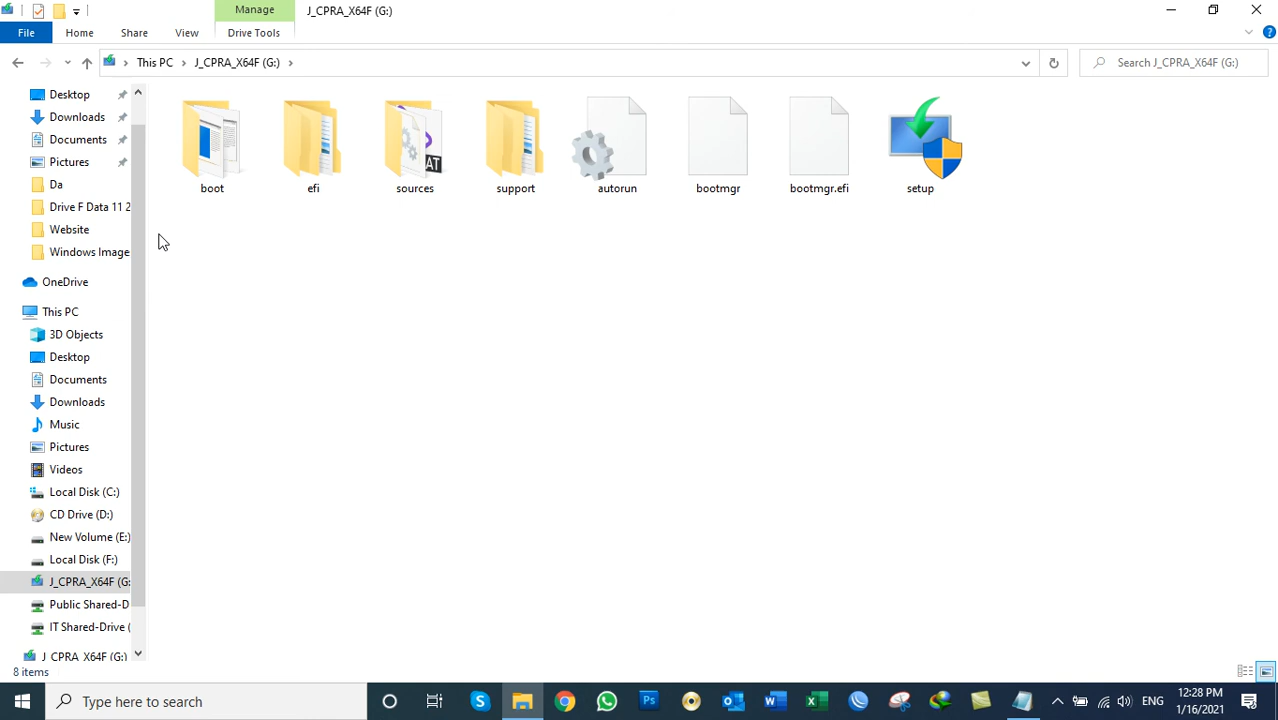 Manage
J_CPRA_X64F (G:)
File
Home
Share
View
Drive Tools
This PC
J_CPRA_X64F (G:)
Search J_CPRA_X64F (G:)
Desktop
Downloads
Documents
Pictures
Da
Drive F Data 11 2
Website
Windows Image
OneDrive
This PC
3D Objects
Desktop
Documents
Downloads
Music
Pictures
Videos
Local Disk (C:)
CD Drive (D:)
New Volume (E:)
Local Disk (F:)
J_CPRA_X64F (G:
Public Shared-D
IT Shared-Drive (
J_CPRA_X64F (G:)
boot
efi
sources
support
autorun
bootmgr
bootmgr.efi
setup
AT
8 items
Type here to search
ENG
12:28 PM
1/16/2021